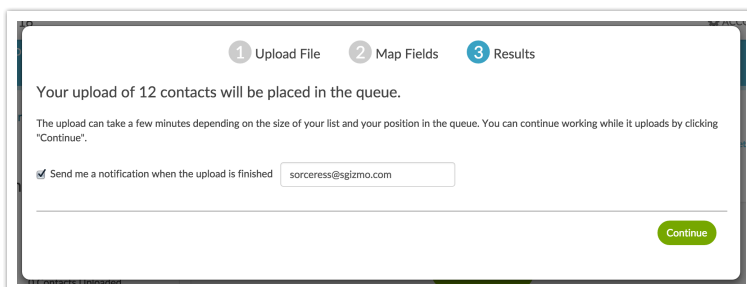 1 Upload File 2 Map Fields 3 Results
Your upload of 12 contacts will be placed in the queue.
The upload can take a few minutes depending on the size of your list and your position in the queue. You can continue working while it uploads by clicking
"Continue".
Send me a notification when the upload is finished sorceress@sgizmo.com
Continue
Contacts Uploaded